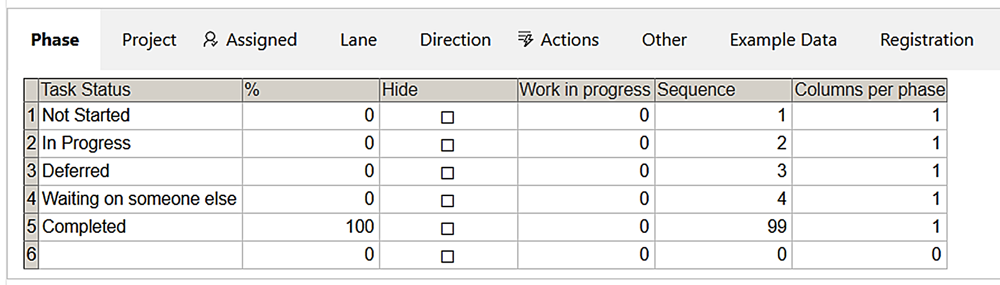 Phase Project Assigned Lane Direction Actions Other Example Data Registration
Task Status % Hide Work in progress Sequence Columns per phase
1 Not Started 0 0 1 1
2 In Progress 0 0 2 1
3 Deferred 0 0 3 1
4 Waiting on someone else 0 0 4 1
5 Completed 100 0 99 1
6 0 0 0 0